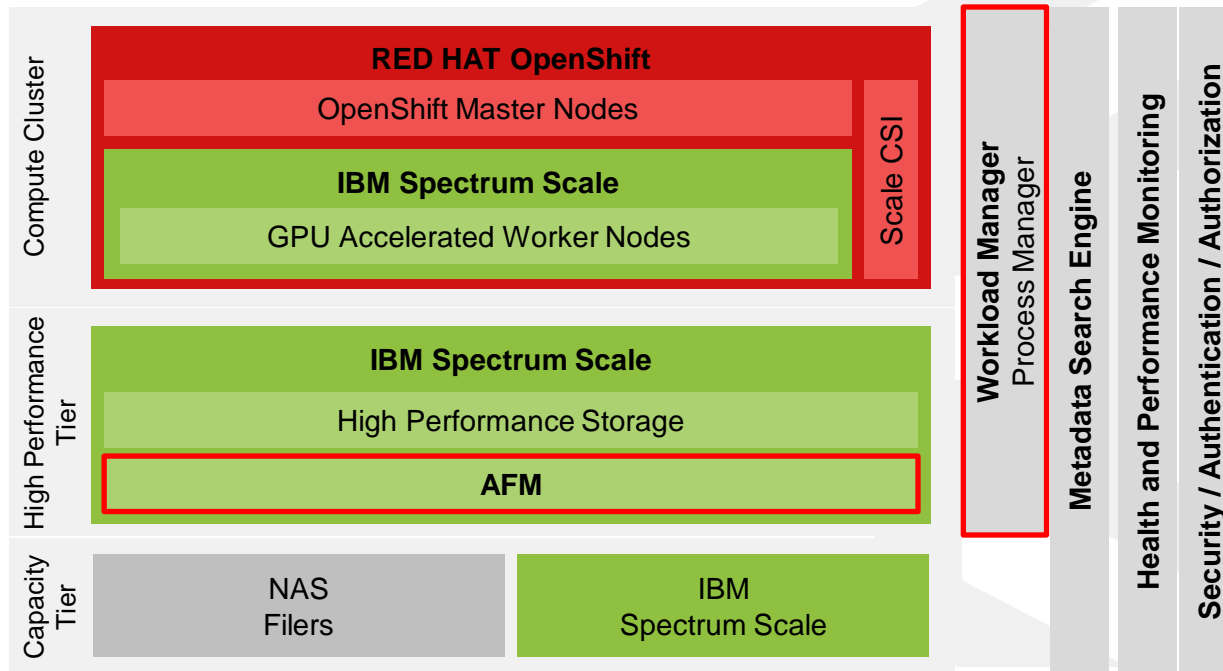 Compute Cluster
RED HAT OpenShift
OpenShift Master Nodes
IBM Spectrum Scale
GPU Accelerated Worker Nodes
Scale CSI
High Performance
Tier
IBM Spectrum Scale
High Performance Storage
AFM
Capacity
Tier
NAS
Filers
IBM
Spectrum Scale
Workload Manager
Process Manager
Metadata Search Engine
Health and Performance Monitoring
Security / Authentication / Authorization